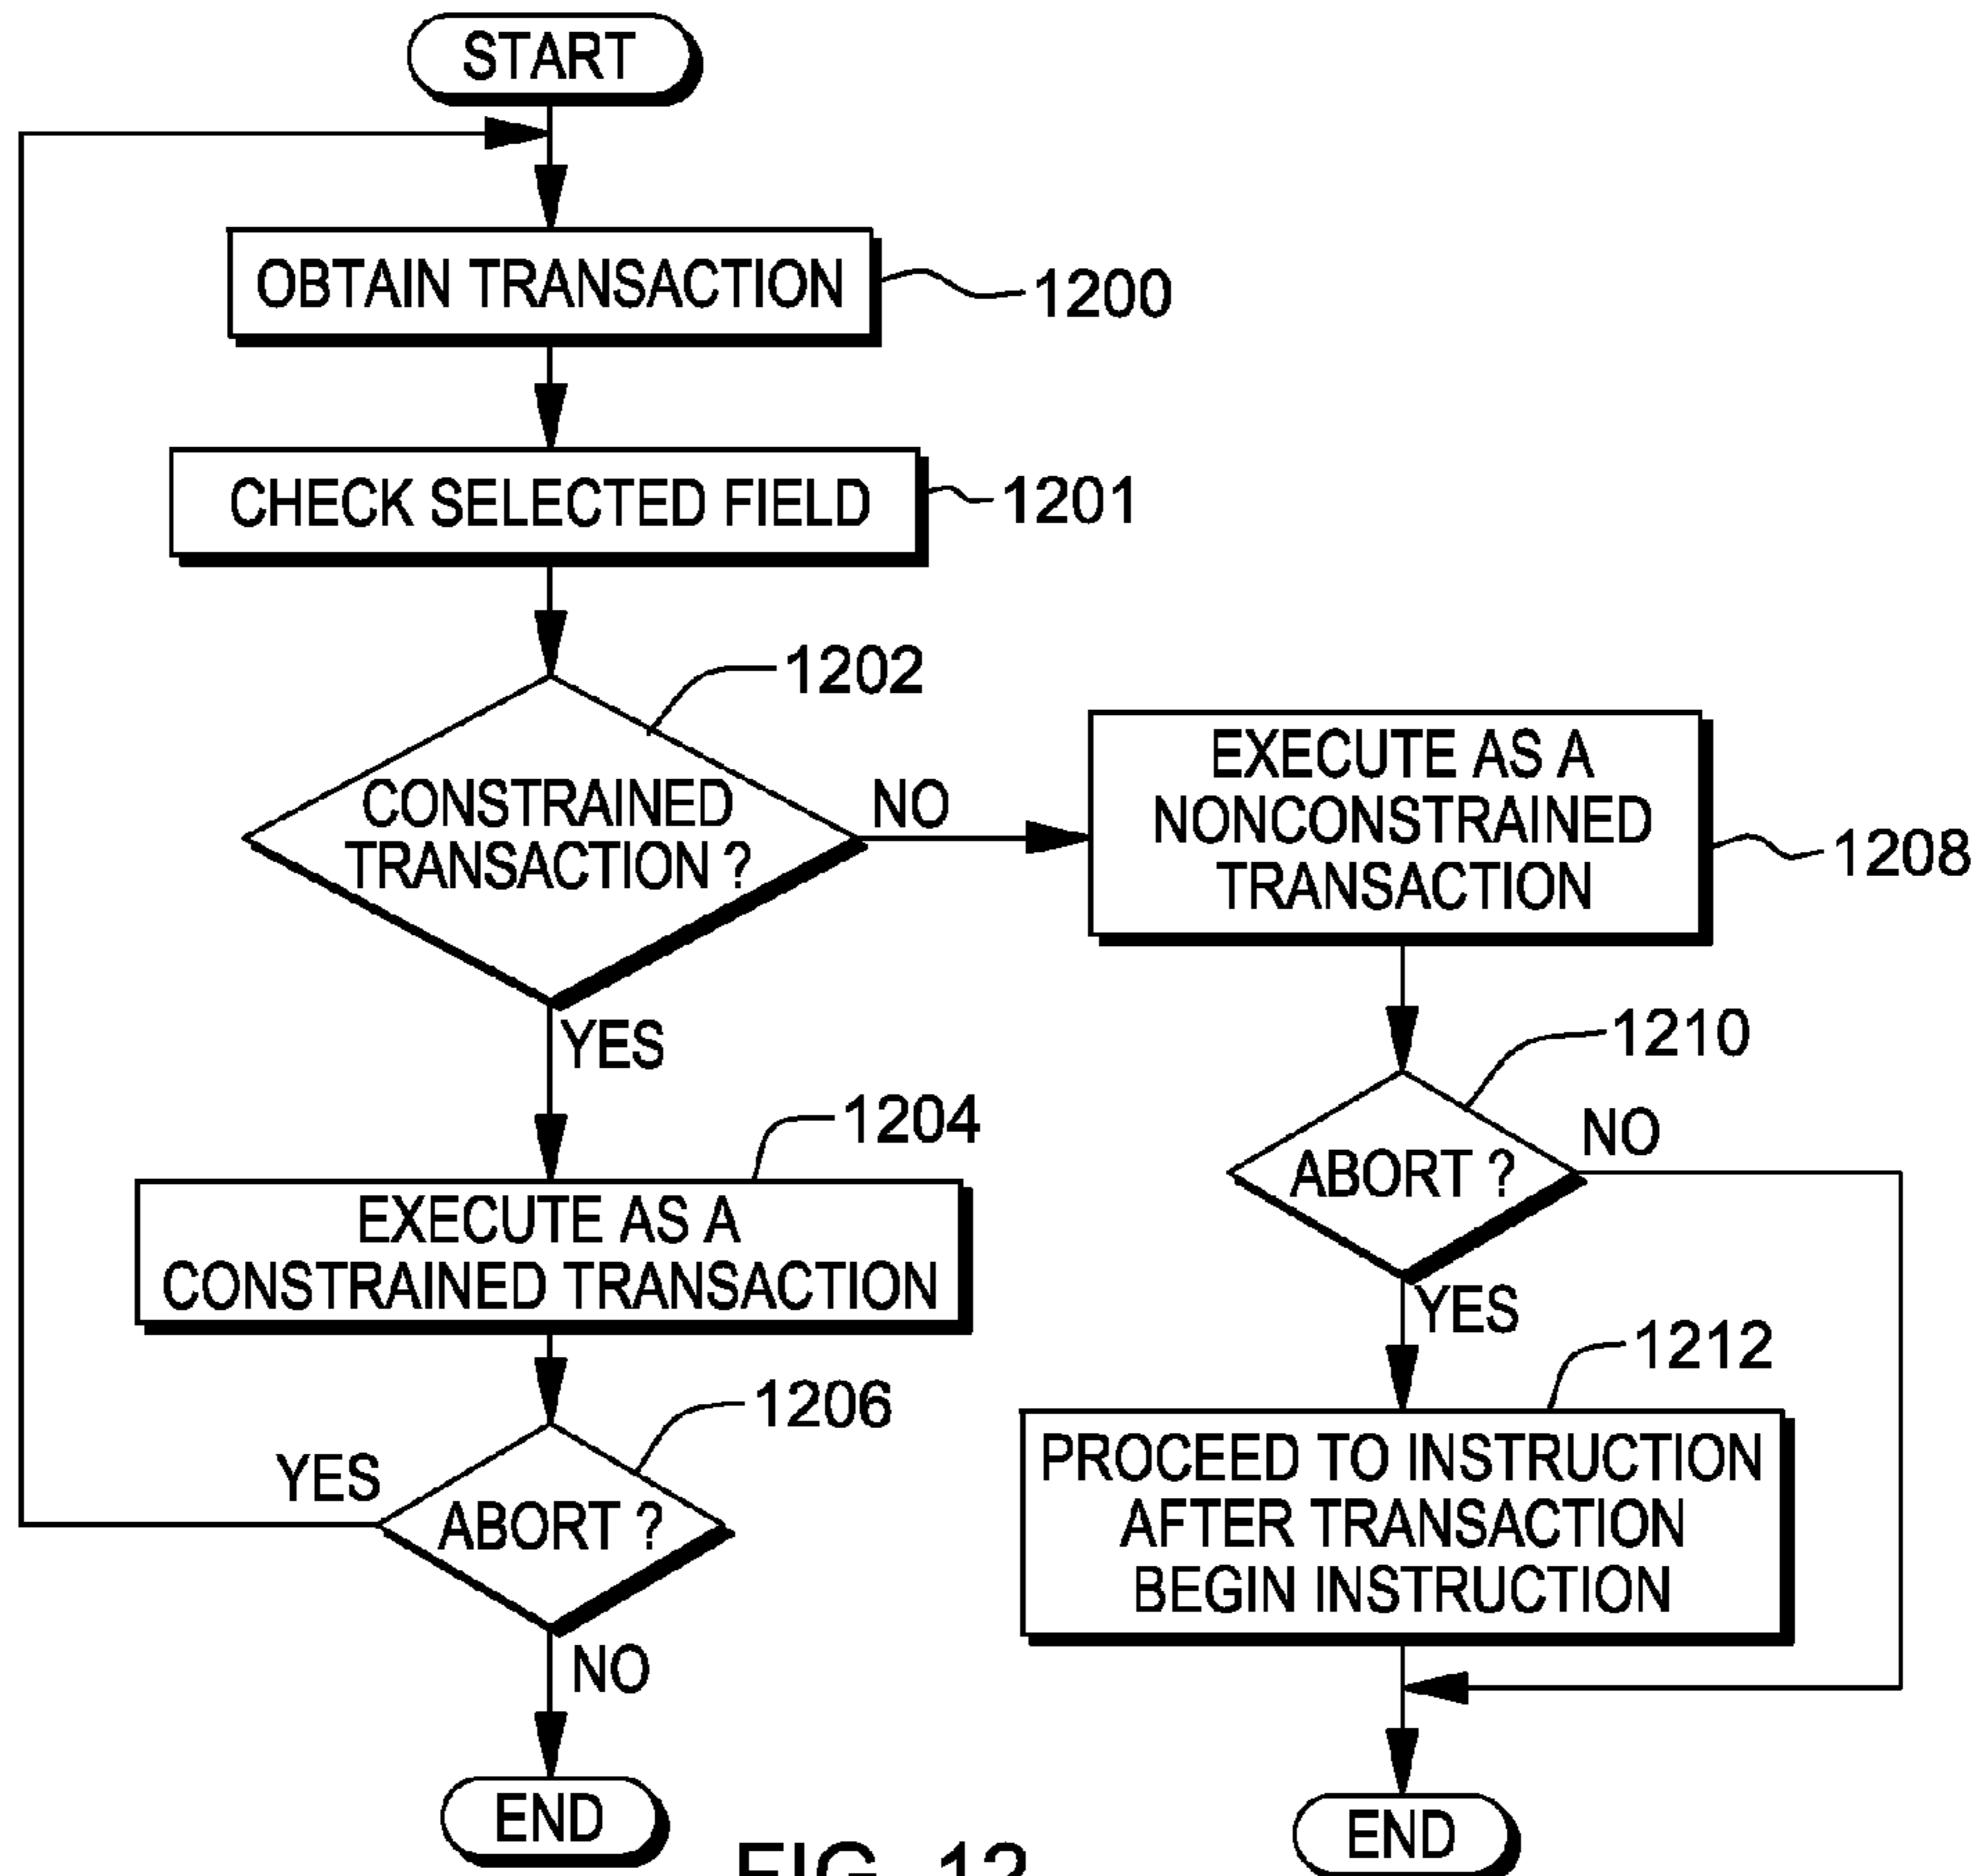 START
OBTAIN TRANSACTION
1200
CHECK SELECTED FIELD
1201
1202
CONSTRAINED
TRANSACTION ?
NO
YES
EXECUTE AS A
NONCONSTRAINED
TRANSACTION
1208
1204
EXECUTE AS A
CONSTRAINED TRANSACTION
1206
ABORT ?
YES
NO
END
1210
ABORT ?
NO
YES
1212
PROCEED TO INSTRUCTION
AFTER TRANSACTION
BEGIN INSTRUCTION
END
FIG. 12